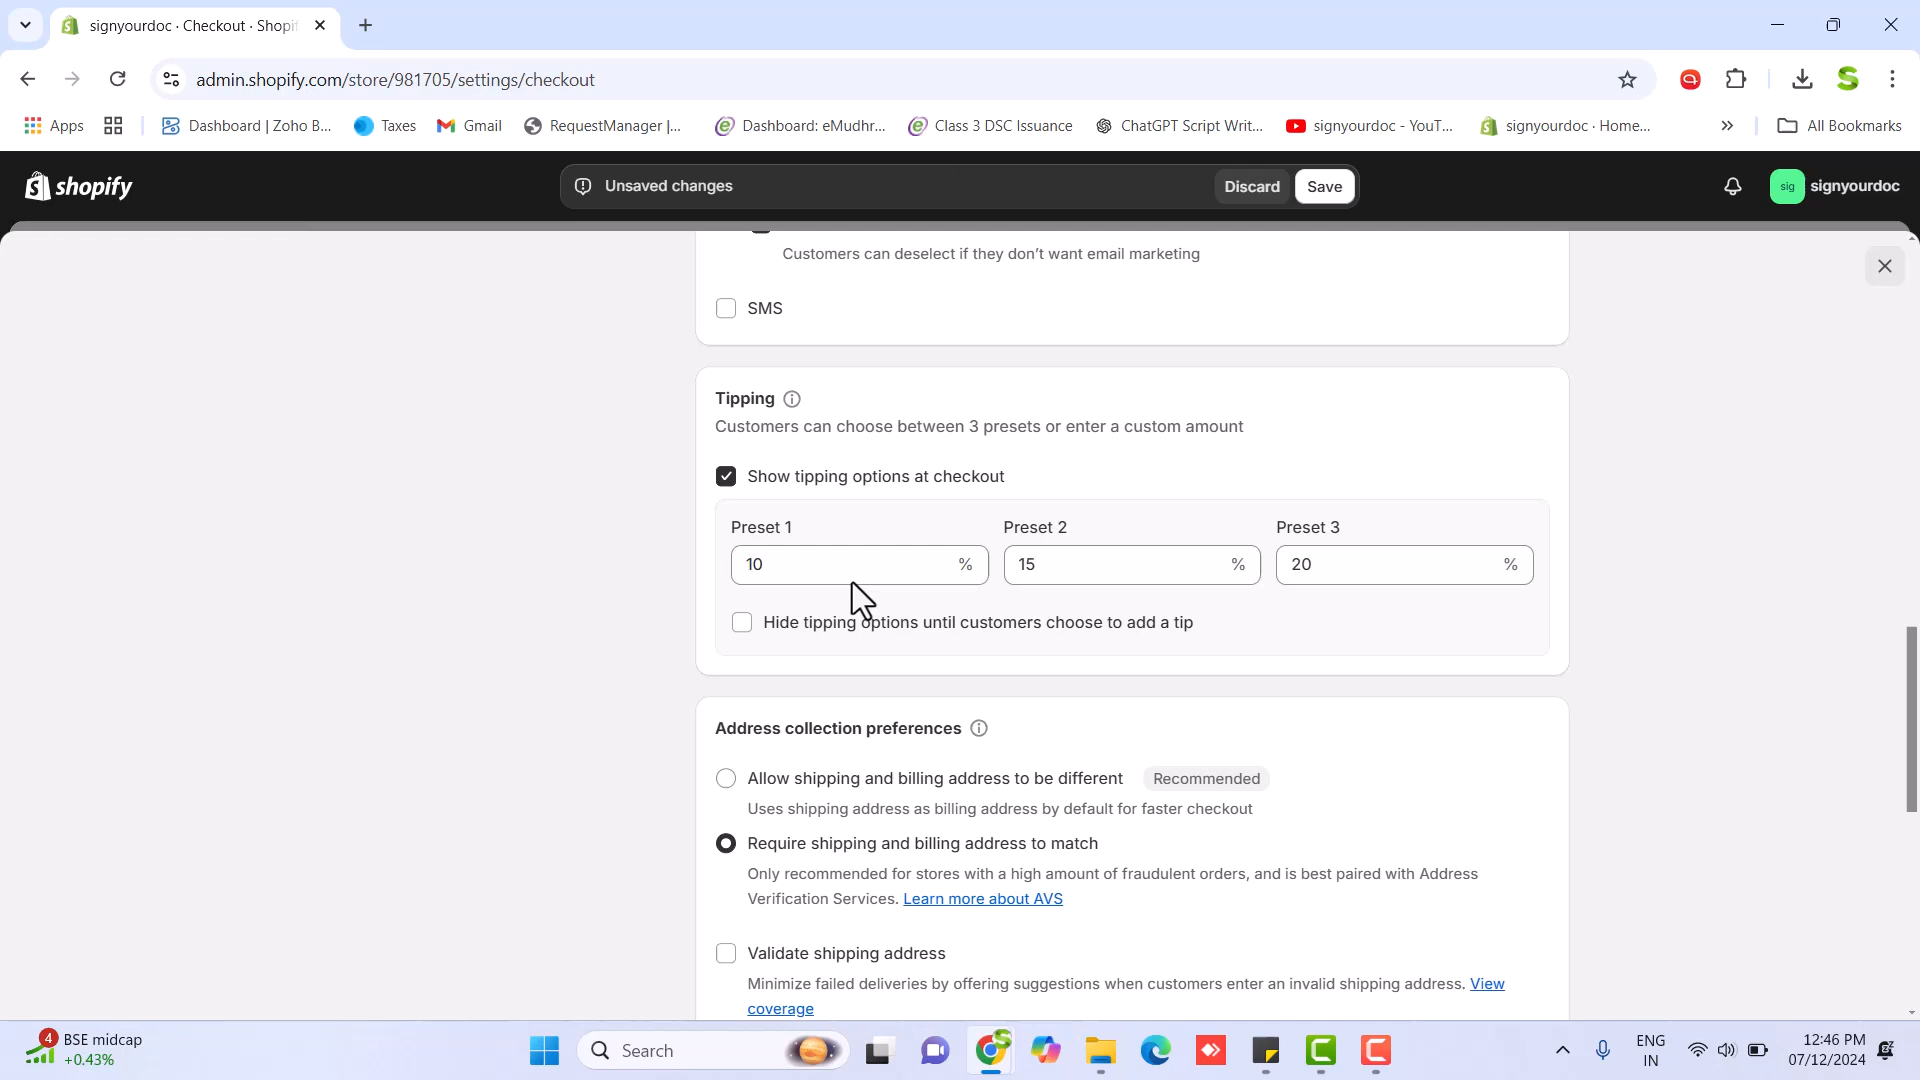 signyourdoc · Checkout · Shopif
admin.shopify.com/store/981705/settings/checkout
Apps
Dashboard | Zoho B...
Taxes
Gmail
RequestManager |...
Dashboard: eMudhr...
Class 3 DSC Issuance
ChatGPT Script Writ...
signyourdoc - YouT...
signyourdoc · Home...
All Bookmarks
shopify
Unsaved changes
Discard
Save
sig
signyourdoc
Customers can deselect if they don’t want email marketing
SMS
Tipping
Customers can choose between 3 presets or enter a custom amount
Show tipping options at checkout
Preset 1
Preset 2
Preset 3
10 %
15 %
20 %
Hide tipping options until customers choose to add a tip
Address collection preferences
Allow shipping and billing address to be different
Recommended
Uses shipping address as billing address by default for faster checkout
Require shipping and billing address to match
Only recommended for stores with a high amount of fraudulent orders, and is best paired with Address
Verification Services. Learn more about AVS
Validate shipping address
Minimize failed deliveries by offering suggestions when customers enter an invalid shipping address. View
coverage
4
BSE midcap
+0.43%
Search
ENG
IN
12:46 PM
07/12/2024